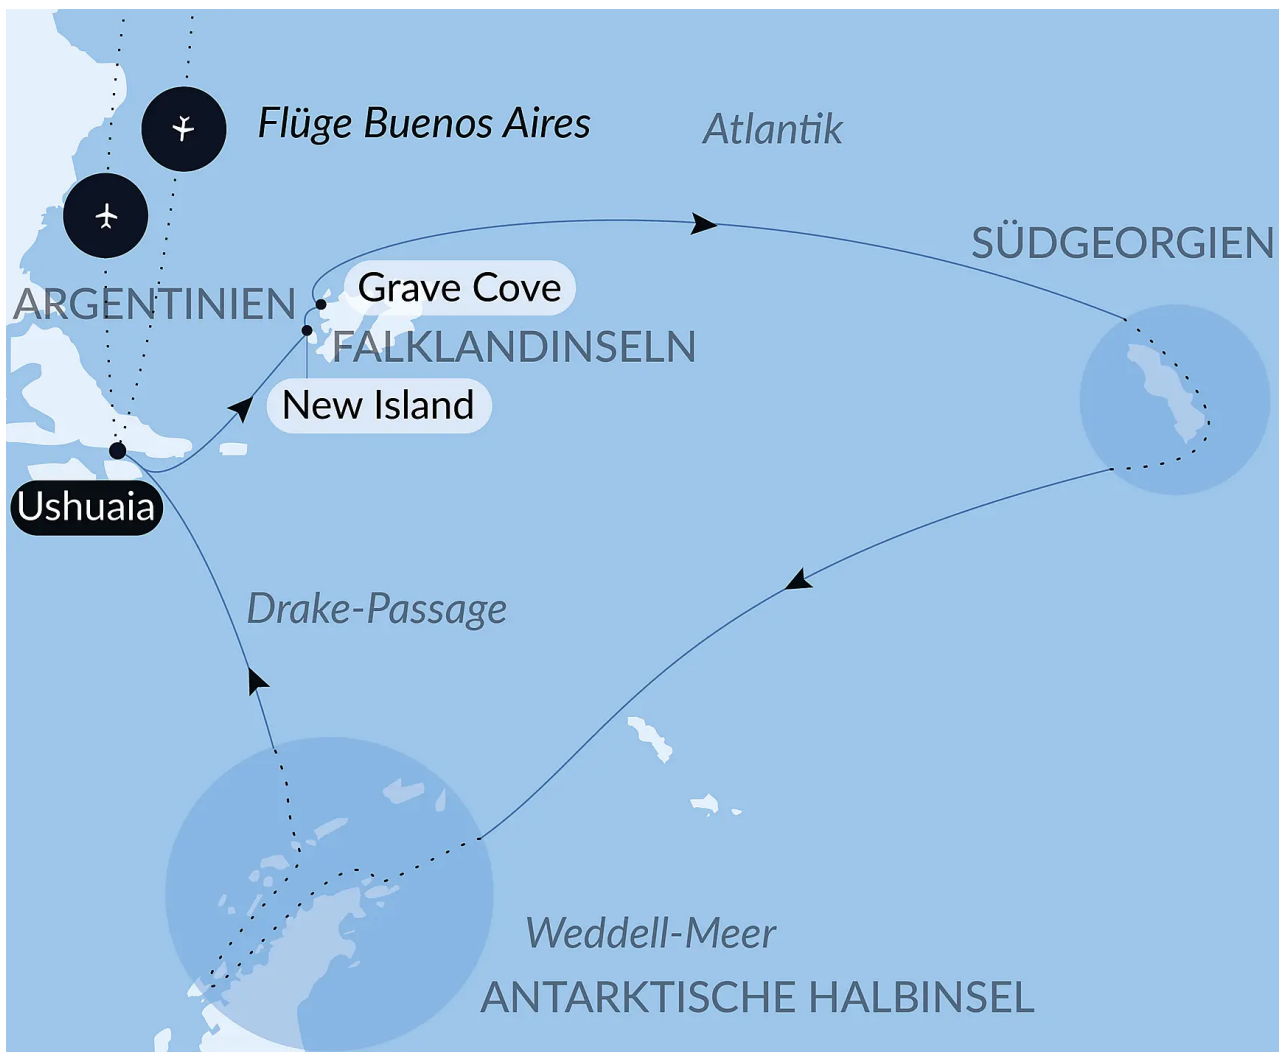 Flüge Buenos Aires
Atlantik
SÜDGEORGIEN
Grave Cove
ARGENTINIEN
FALKLANDINSELN
New Island
Ushuaia
Drake-Passage
Weddell-Meer
ANTARKTISCHE HALBINSEL